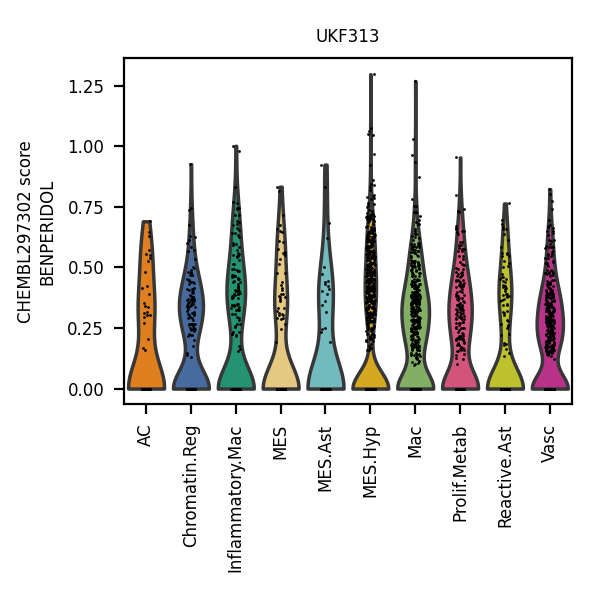 UKF313
CHEMBL297302 score
BENPERIDOL
1.25
1.00
0.75
0.50
0.25
0.00
AC
Chromatin.Reg
Inflammatory.Mac
MES
MES.Ast
MES.Hyp
Mac
Prolif.Metab
Reactive.Ast
Vasc